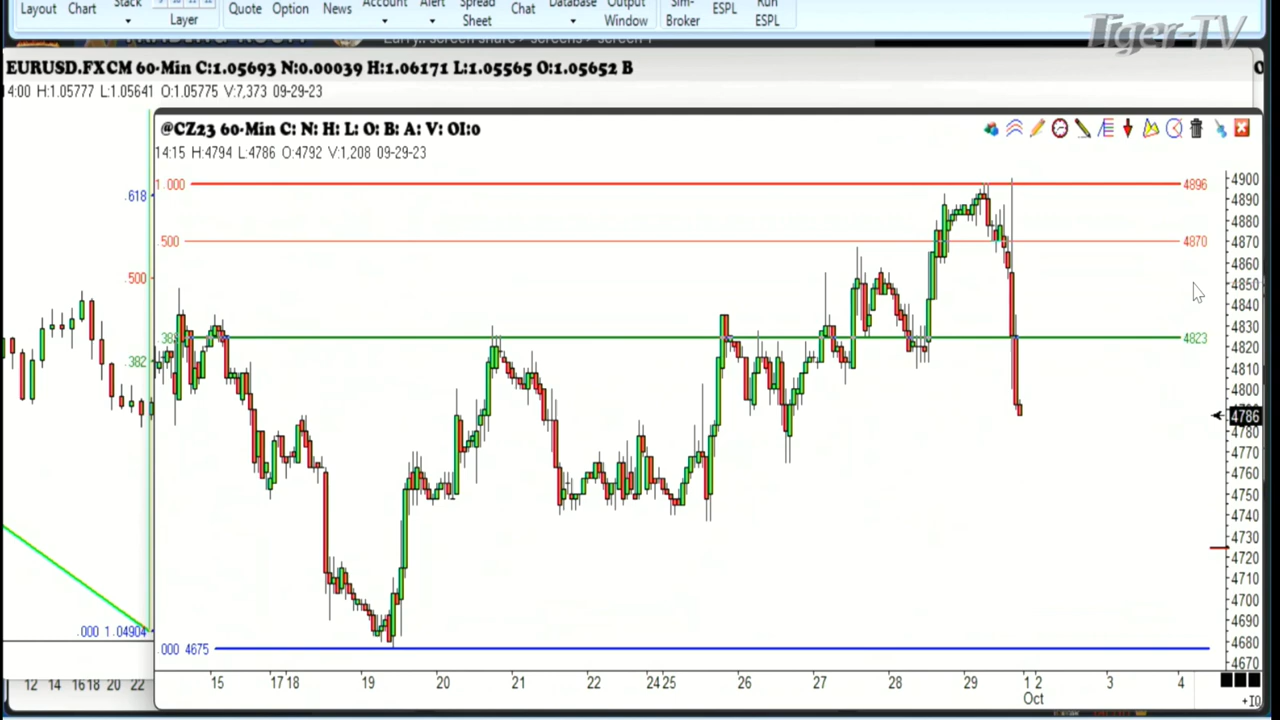 Layout Chart Stack Layer Quote Option News Account Alert Spread Sheet Chat Database Output Window Sim-Broker ESPL Run ESPL
Tiger-TV
EURUSD.FXCM 60-Min C:1.05693 N:0.00039 H:1.06171 L:1.05565 O:1.05652 B
14:00 H:1.05777 L:1.05641 O:1.05775 V:7,373 09-29-23
@CZ23 60-Min C: N: H: L: O: B: A: V: OI:0
14:15 H:4794 L:4786 O:4792 V:1,208 09-29-23
1.000 4896 4900
.618 4890
4880
.500 4870 4870
4860
.500 4850
4840
4830
.382 4823
.382 4820
4810
4800
4786
4780
4770
4760
4750
4740
4730
4720
4710
4700
4690
.000 1.04904 4680
.000 4675
4670
12 14 16 18 20 22 15 17 18 19 20 21 22 24 25 26 27 28 29 1 2 3 4
Oct
+10